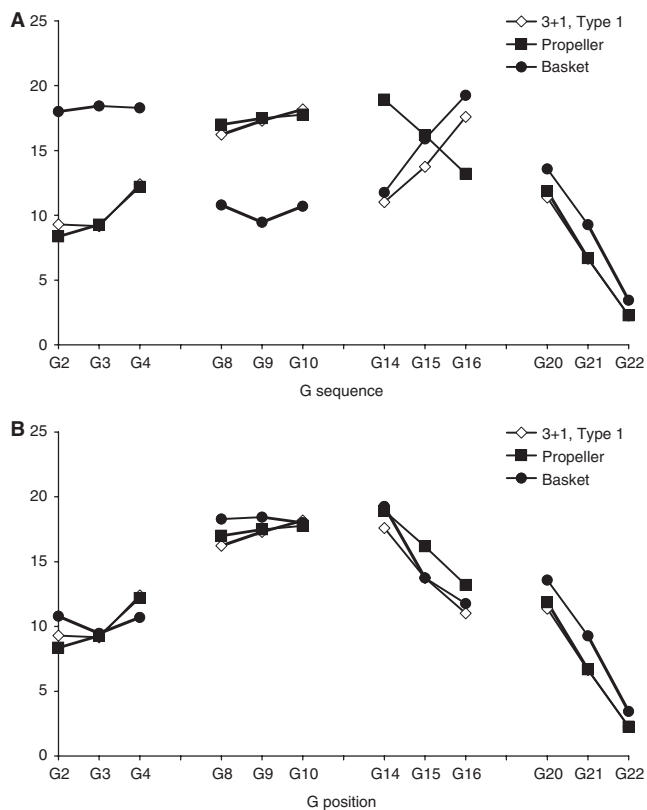 A
25
3+1, Type 1
Propeller
20
Basket
15
10
5
0
G2 G3 G4 G8 G9 G10 G14 G15 G16 G20 G21 G22
G sequence
B
25
3+1, Type 1
Propeller
20
Basket
15
10
5
0
G2 G3 G4 G8 G9 G10 G14 G15 G16 G20 G21 G22
G position